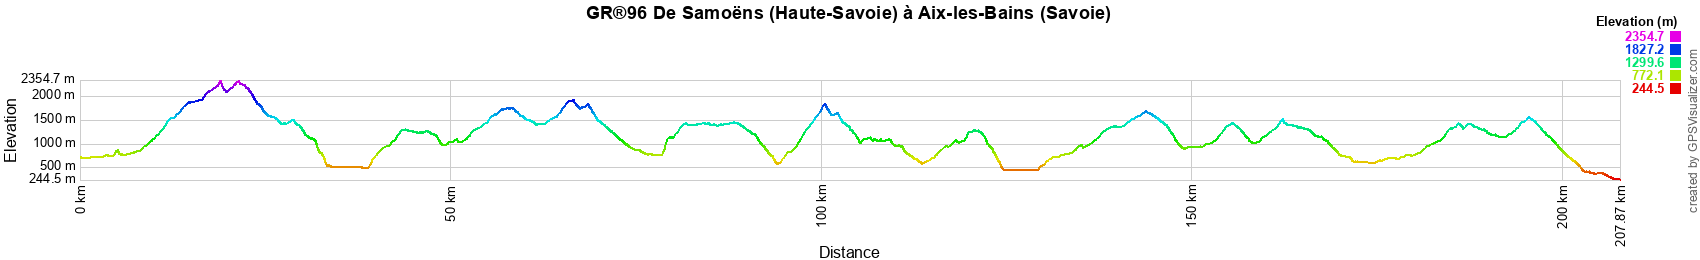 GR®96 De Samoëns (Haute-Savoie) à Aix-les-Bains (Savoie)
Elevation (m)
2354.7
1827.2
1299.6
772.1
244.5
2354.7 m
2000 m
1500 m
1000 m
500 m
244.5 m
Elevation
0 km
50 km
100 km
150 km
200 km
207.87 km
Distance
created by GPSVisualizer.com